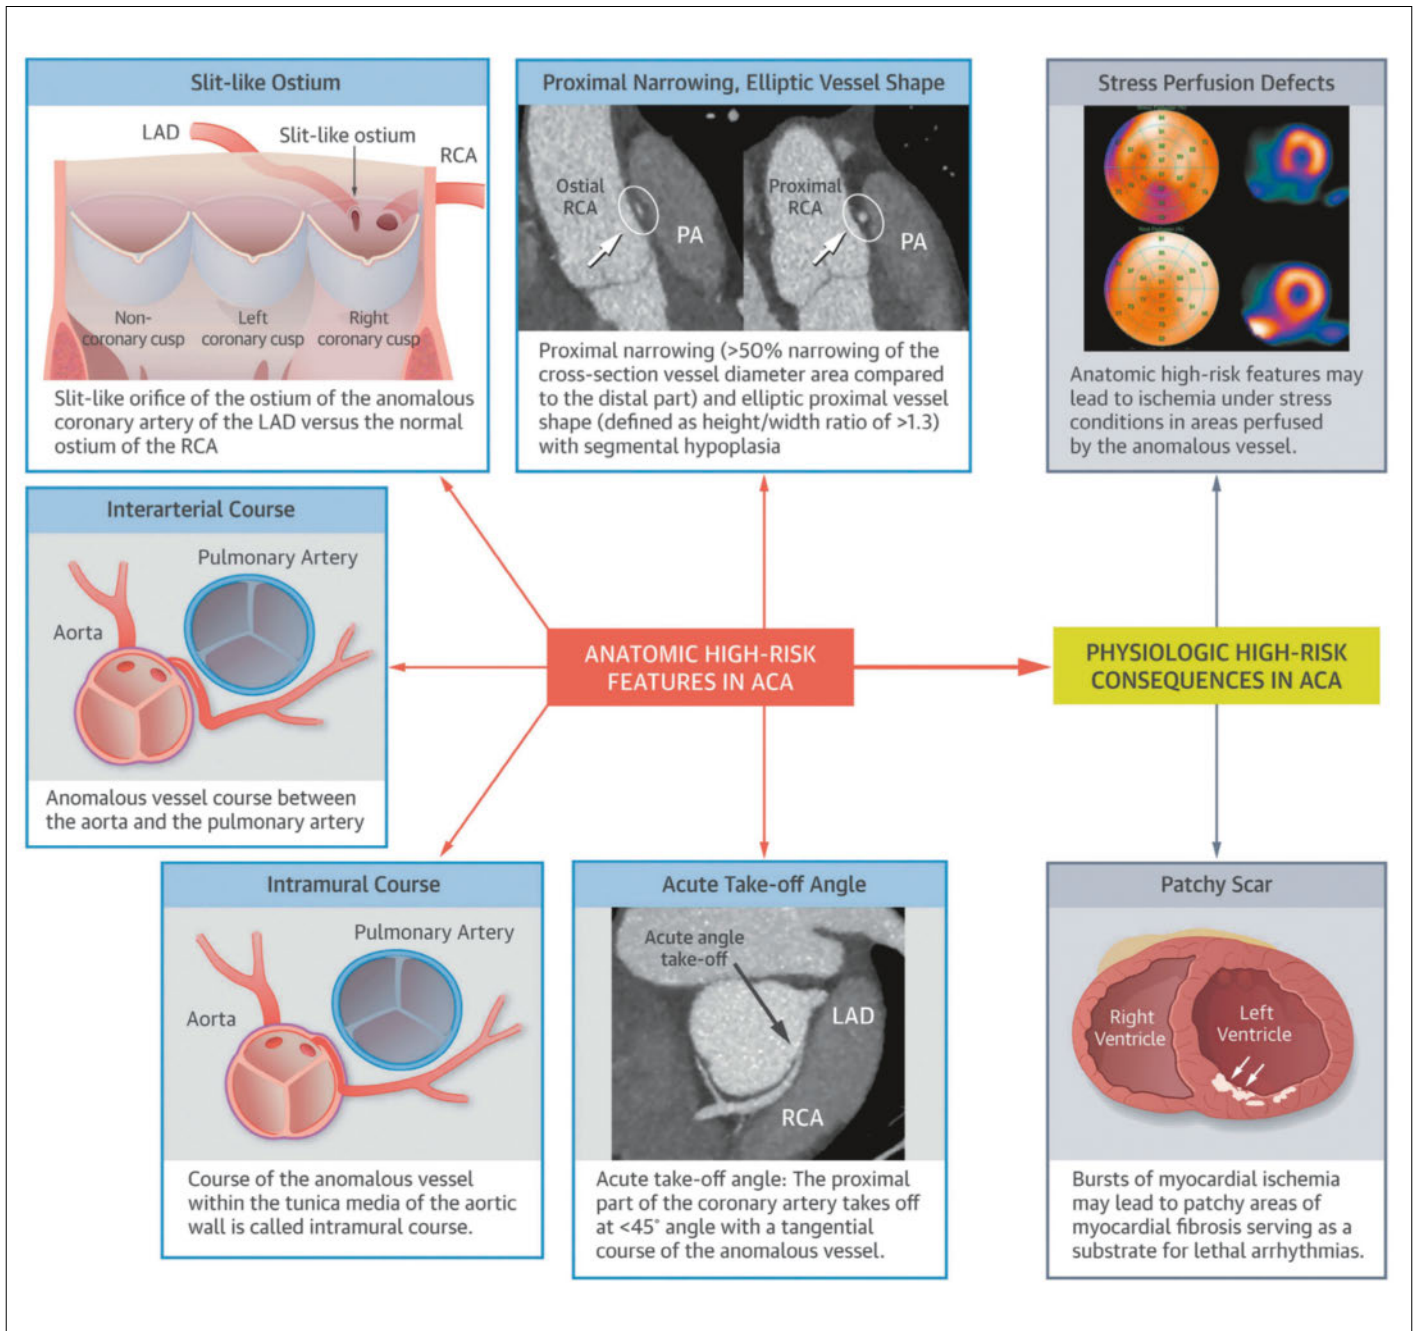 Slit-like Ostium
LAD
Slit-like ostium
RCA
Non-
coronary cusp
Left
coronary cusp
Right
coronary cusp
Slit-like orifice of the ostium of the anomalous
coronary artery of the LAD versus the normal
ostium of the RCA
Proximal Narrowing, Elliptic Vessel Shape
Ostial
RCA
PA
Proximal
RCA
PA
Proximal narrowing (>50% narrowing of the
cross-section vessel diameter area compared
to the distal part) and elliptic proximal vessel
shape (defined as height/width ratio of >1.3)
with segmental hypoplasia
Stress Perfusion Defects
Anatomic high-risk features may
lead to ischemia under stress
conditions in areas perfused
by the anomalous vessel.
Interarterial Course
Pulmonary Artery
Aorta
Anomalous vessel course between
the aorta and the pulmonary artery
ANATOMIC HIGH-RISK
FEATURES IN ACA
PHYSIOLOGIC HIGH-RISK
CONSEQUENCES IN ACA
Intramural Course
Pulmonary Artery
Aorta
Course of the anomalous vessel
within the tunica media of the aortic
wall is called intramural course.
Acute Take-off Angle
Acute angle
take-off
LAD
RCA
Acute take-off angle: The proximal
part of the coronary artery takes off
at <45° angle with a tangential
course of the anomalous vessel.
Patchy Scar
Right
Ventricle
Left
Ventricle
Bursts of myocardial ischemia
may lead to patchy areas of
myocardial fibrosis serving as a
substrate for lethal arrhythmias.